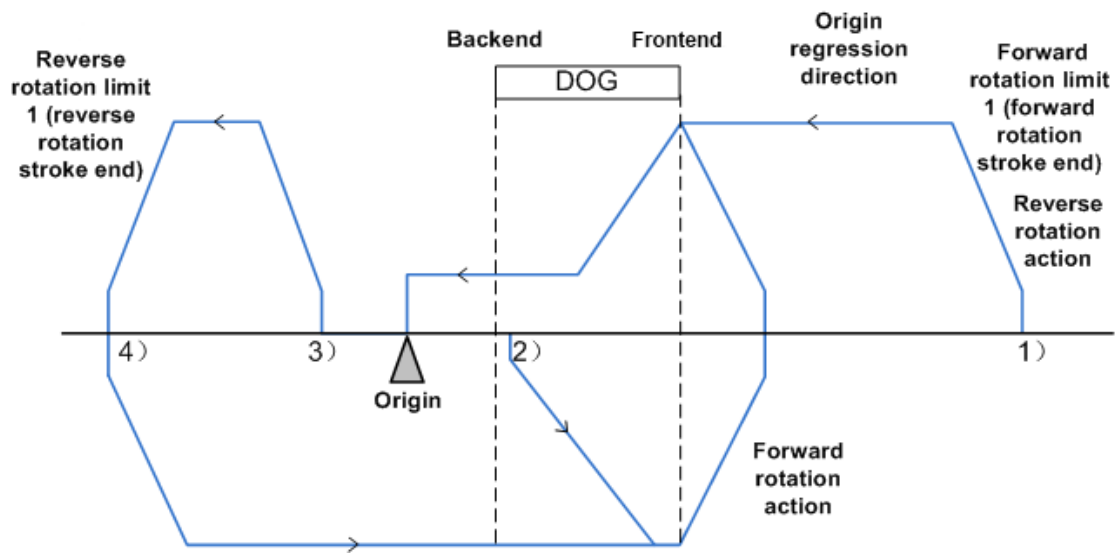 Reverse
rotation limit
1 (reverse
rotation
stroke end)
Backend
Frontend
DOG
Origin
regression
direction
Forward
rotation limit
1 (forward
rotation
stroke end)
Reverse
rotation
action
4）
3）
2）
1）
Origin
Forward
rotation
action